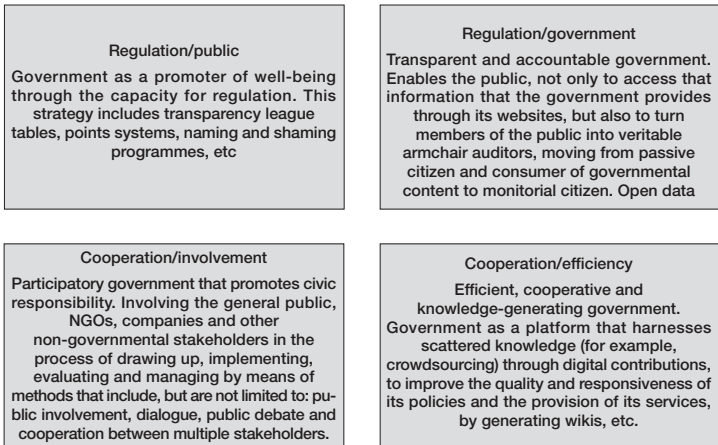 Regulation/public
Government as a promoter of well-being
through the capacity for regulation. This
strategy includes transparency league
tables, points systems, naming and shaming
programmes, etc
Regulation/government
Transparent and accountable government.
Enables the public, not only to access that
information that the government provides
through its websites, but also to turn
members of the public into veritable
armchair auditors, moving from passive
citizen and consumer of governmental
content to monitorial citizen. Open data
Cooperation/involvement
Participatory government that promotes civic
responsibility. Involving the general public,
NGOs, companies and other
non-governmental stakeholders in the
process of drawing up, implementing,
evaluating and managing by means of
methods that include, but are not limited to: pu-
blic involvement, dialogue, public debate and
cooperation between multiple stakeholders.
Cooperation/efficiency
Efficient, cooperative and
knowledge-generating government.
Government as a platform that harnesses
scattered knowledge (for example,
crowdsourcing) through digital contributions,
to improve the quality and responsiveness of
its policies and the provision of its services,
by generating wikis, etc.